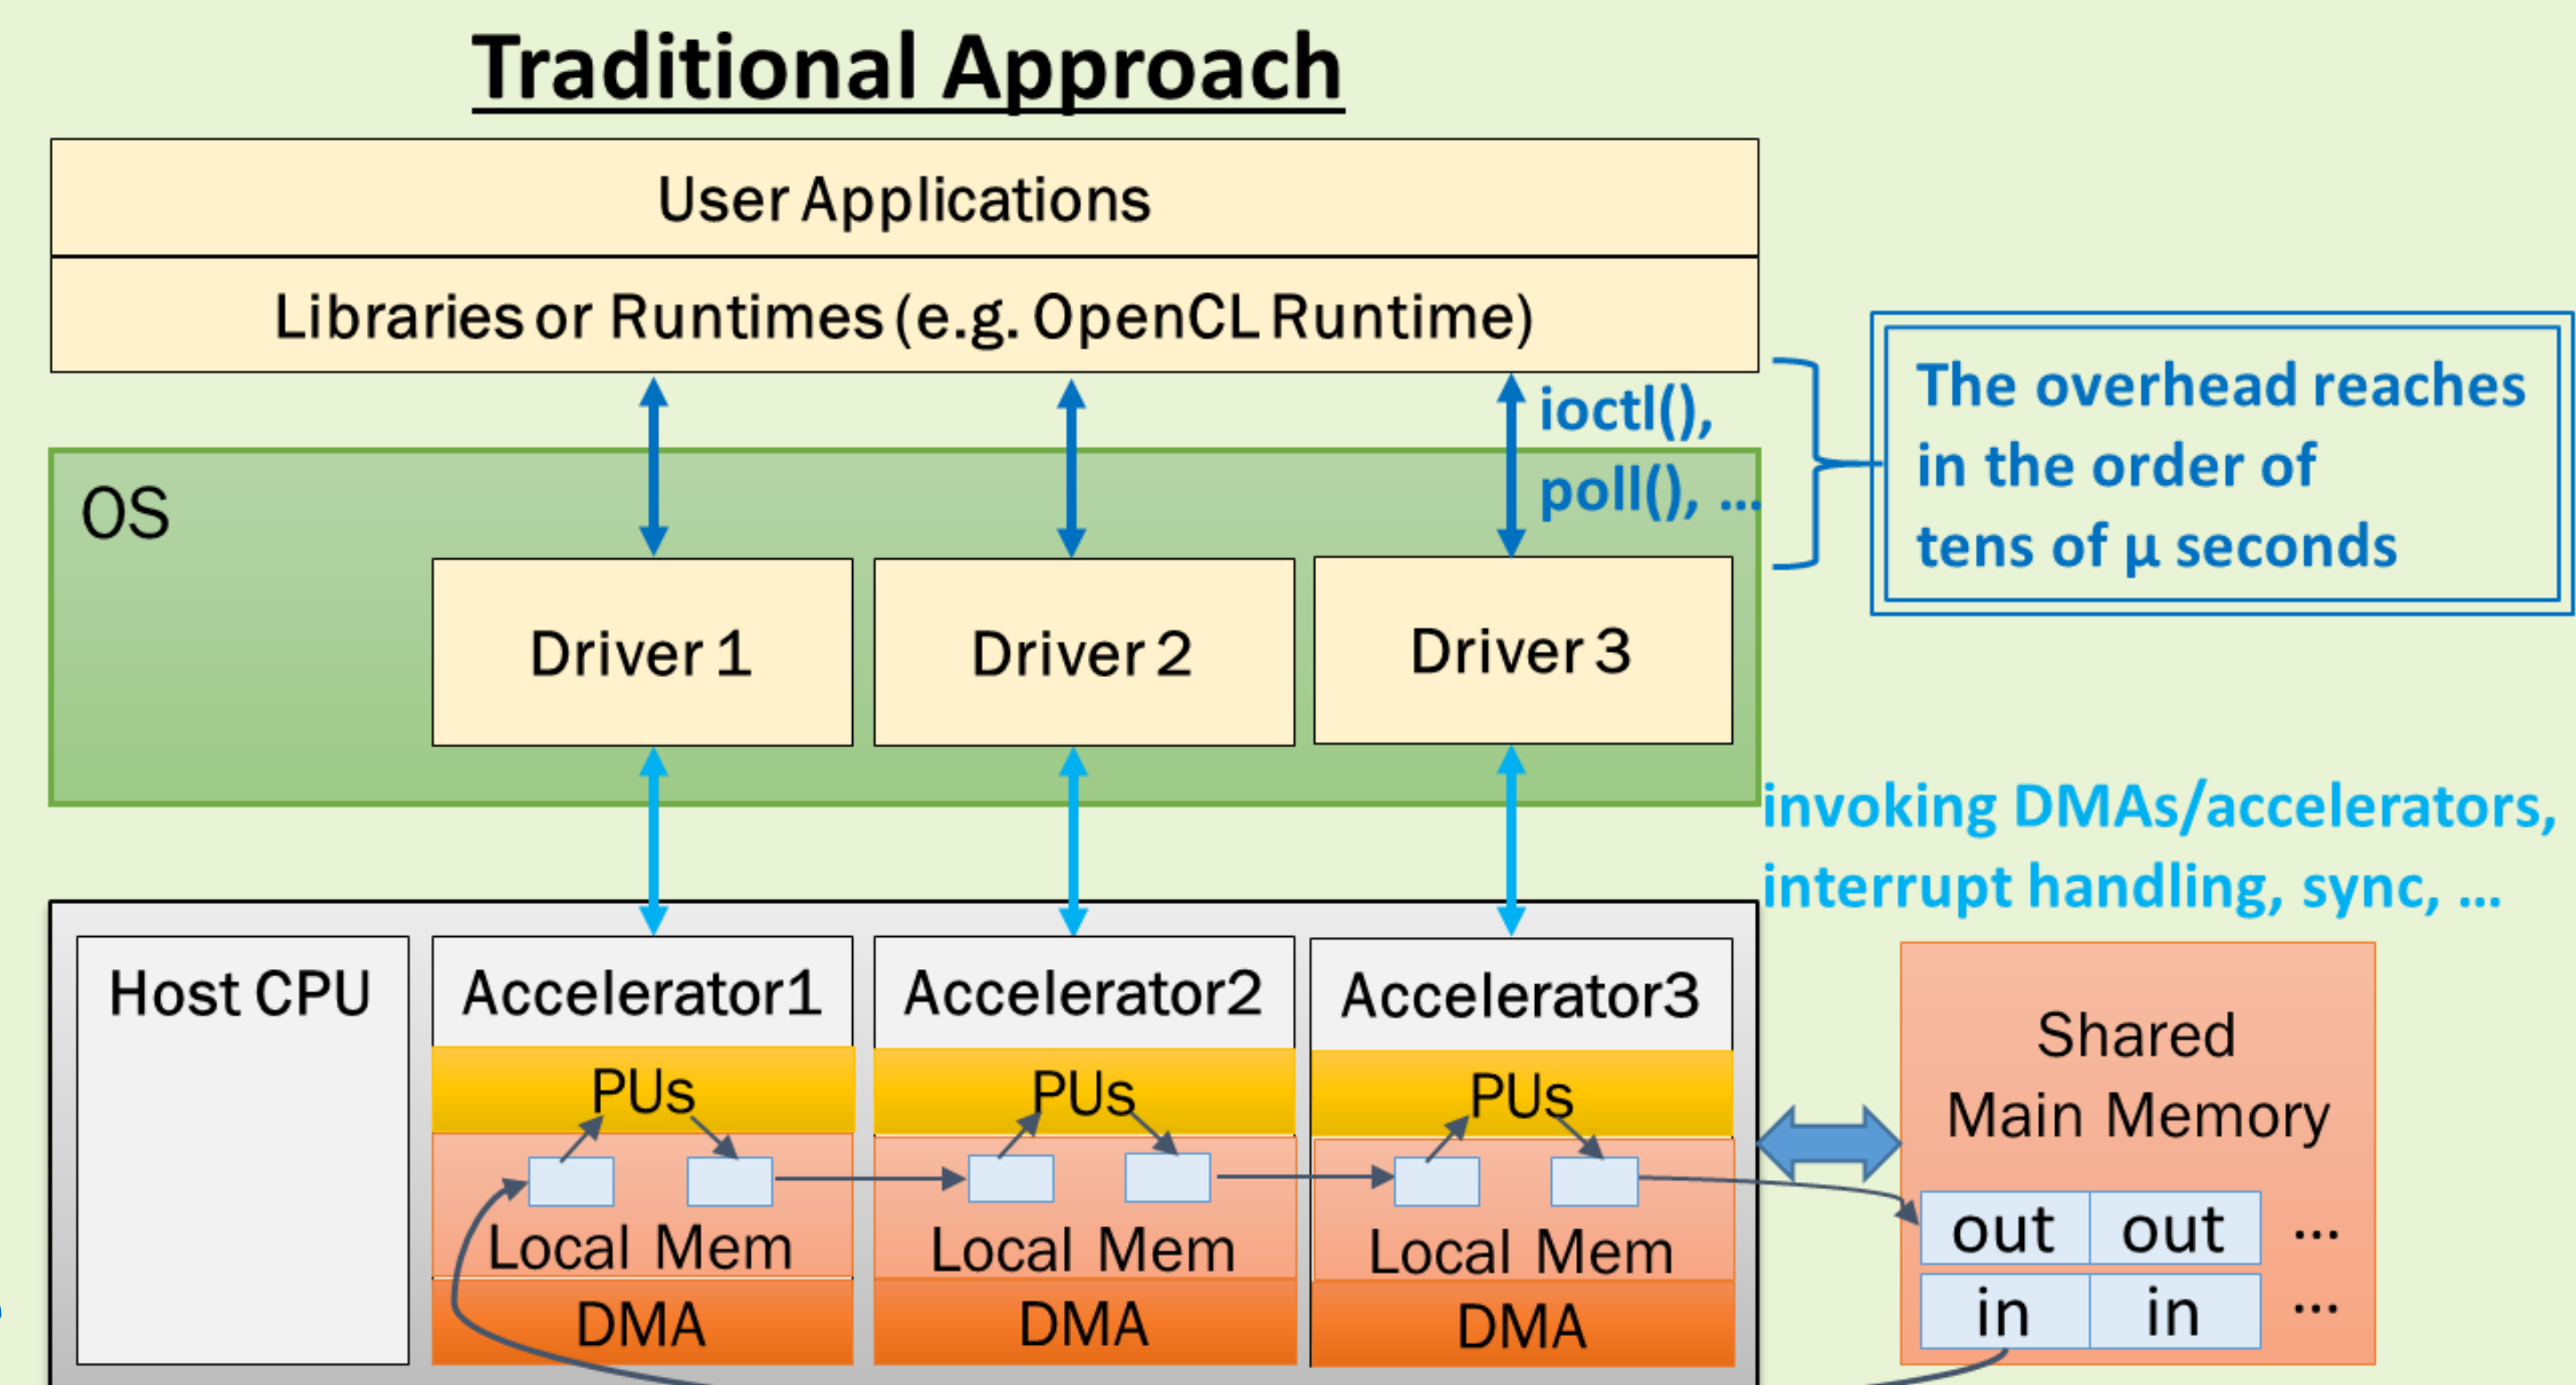 Traditional Approach
User Applications
Libraries or Runtimes (e.g. OpenCL Runtime)
ioctl(),
poll(), ...
The overhead reaches
in the order of
tens of μ seconds
OS
Driver 1
Driver 2
Driver 3
invoking DMAs/accelerators,
interrupt handling, sync, ...
Host CPU
Accelerator1
Accelerator2
Accelerator3
PUs
PUs
PUs
Local Mem
Local Mem
Local Mem
DMA
DMA
DMA
Shared
Main Memory
out out ...
in in ...